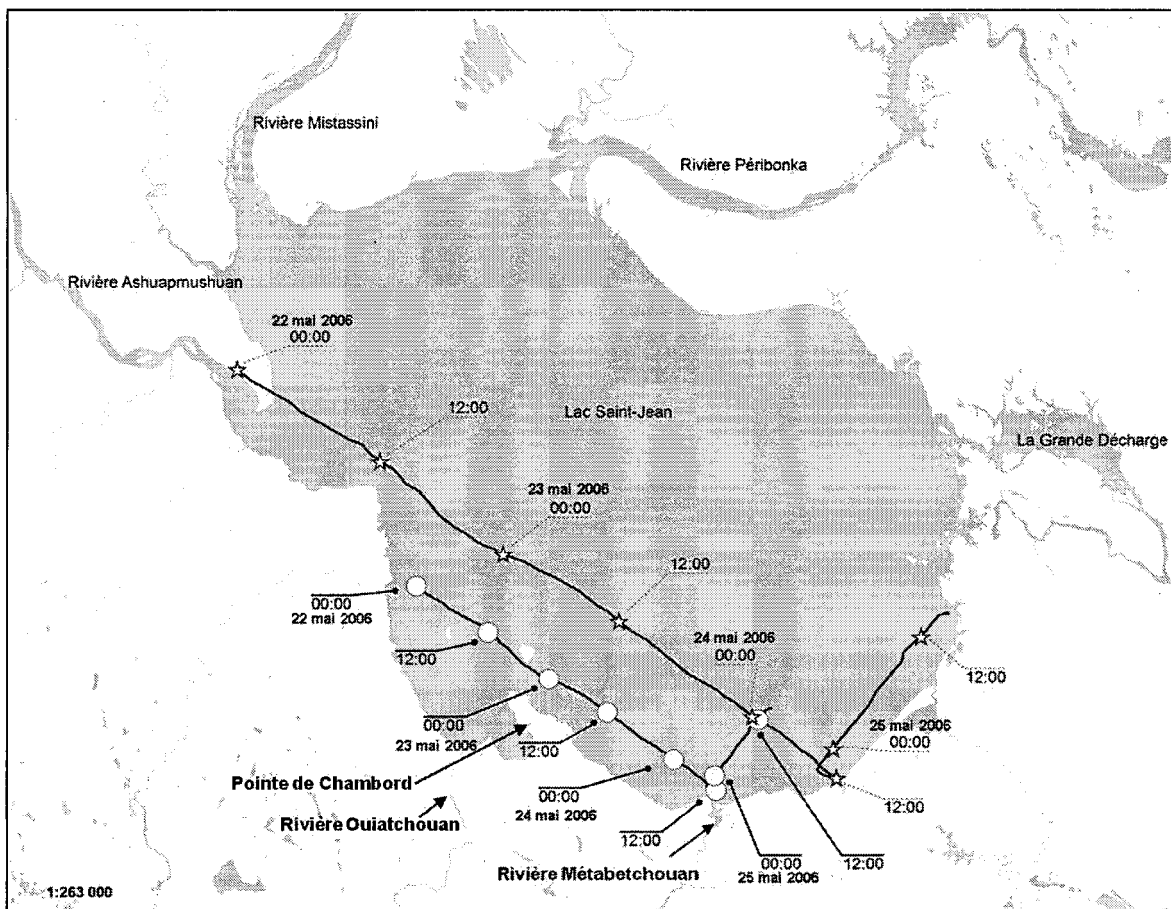 Rivière Mistassini
Rivière Péribonka
Rivière Ashuapmushuan
22 mai 2006
00:00
12:00
Lac Saint-Jean
La Grande Décharge
23 mai 2006
00:00
12:00
00:00
22 mai 2006
24 mai 2006
00:00
12:00
12:00
00:00
23 mai 2006
25 mai 2006
00:00
12:00
Pointe de Chambord
00:00
24 mai 2006
12:00
Rivière Ouiatchouan
12:00
00:00
25 mai 2006
12:00
Rivière Métabetchouan
1:263 000